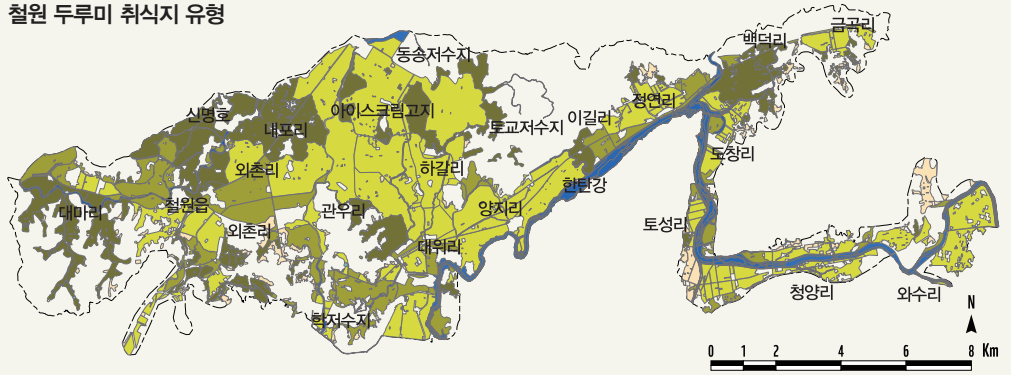 철원 두루미 취식지 유형
금곡리
백덕리
동송저수지
정연리
아이스크림고지
신명호
이길리
토교저수지
내포리
도창리
하갈리
외촌리
한탄강
철원읍
양지리
관우리
대마리
토성리
외촌리
대위리
청양리
와수리
학저수지
N
0 1 2 4 6 8 Km